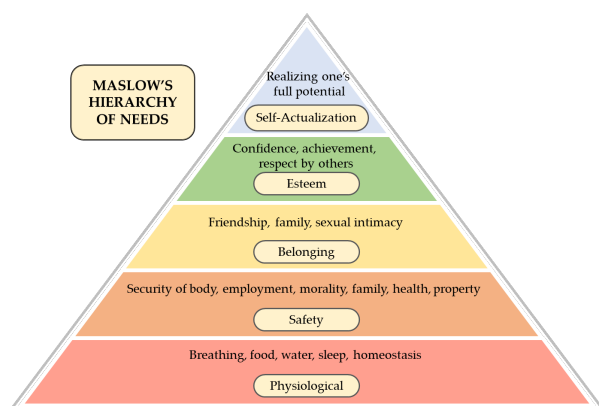 MASLOW'S
HIERARCHY
OF NEEDS
Realizing one's
full potential
Self-Actualization
Confidence, achievement,
respect by others
Esteem
Friendship, family, sexual intimacy
Belonging
Security of body, employment, morality, family, health, property
Safety
Breathing, food, water, sleep, homeostasis
Physiological